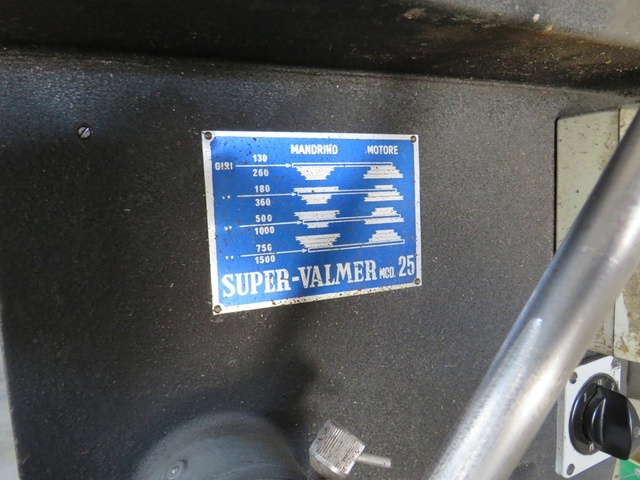 MANDRINO MOTORE
GIRI 130
260
" 180
360
" 500
1000
" 750
1500
SUPER-VALMER MOD. 25